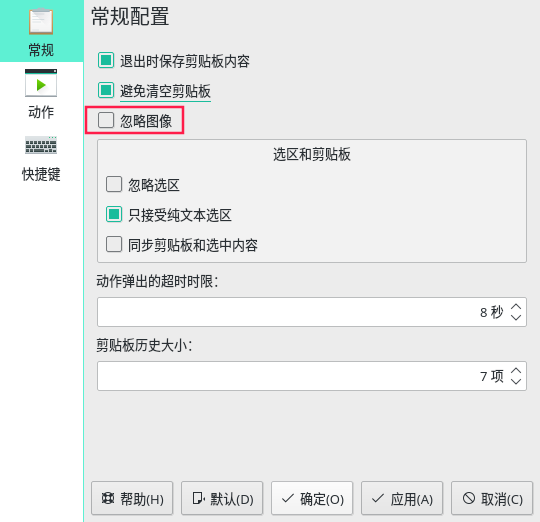 常规
动作
快捷键
常规配置
退出时保存剪贴板内容
避免清空剪贴板
忽略图像
选区和剪贴板
忽略选区
只接受纯文本选区
同步剪贴板和选中内容
动作弹出的超时时限：
8 秒
剪贴板历史大小：
7 项
帮助(H) 默认(D) 确定(O) 应用(A) 取消(C)